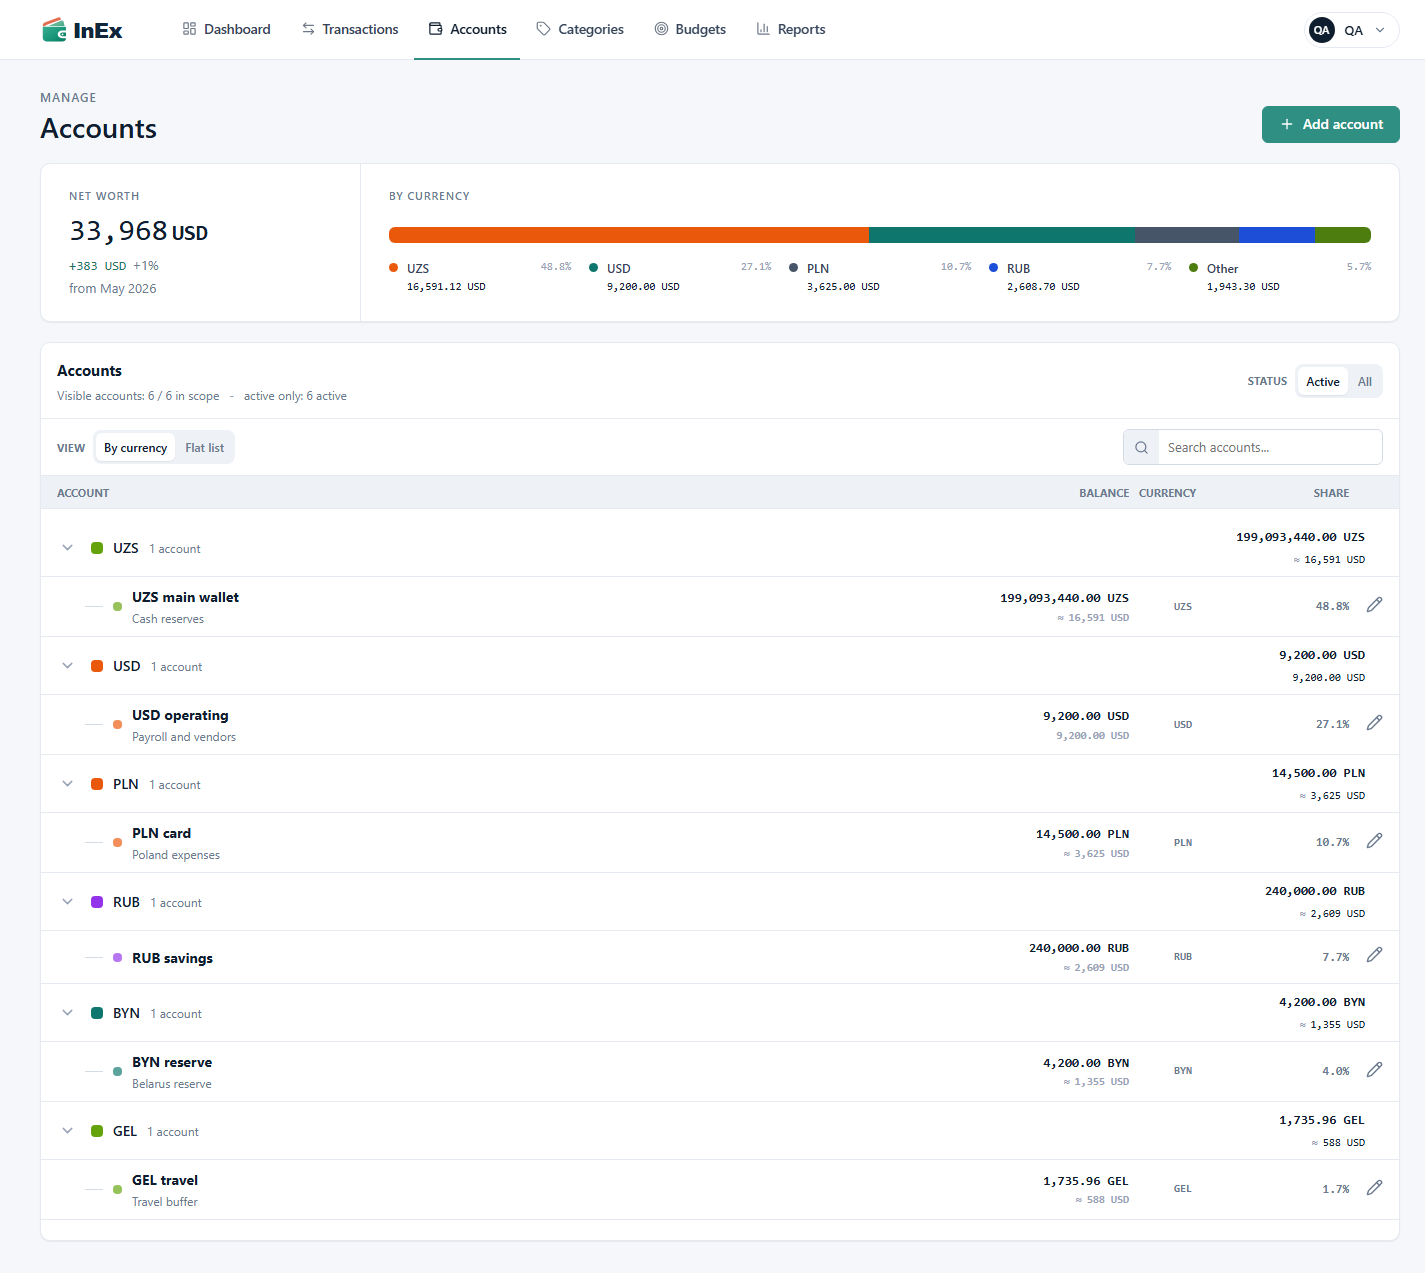 InEx
Dashboard
Transactions
Accounts
Categories
Budgets
Reports
QA
QA
MANAGE
Accounts
Add account
NET WORTH
33,968 USD
+383 USD +1%
from May 2026
BY CURRENCY
UZS 48.8%
16,591.12 USD
USD 27.1%
9,200.00 USD
PLN 10.7%
3,625.00 USD
RUB 7.7%
2,608.70 USD
Other 5.7%
1,943.30 USD
Accounts
Visible accounts: 6 / 6 in scope - active only: 6 active
STATUS Active All
VIEW By currency Flat list
Search accounts...
ACCOUNT BALANCE CURRENCY SHARE
UZS 1 account 199,093,440.00 UZS
≈ 16,591 USD
UZS main wallet 199,093,440.00 UZS UZS 48.8%
Cash reserves ≈ 16,591 USD
USD 1 account 9,200.00 USD
9,200.00 USD
USD operating 9,200.00 USD USD 27.1%
Payroll and vendors 9,200.00 USD
PLN 1 account 14,500.00 PLN
≈ 3,625 USD
PLN card 14,500.00 PLN PLN 10.7%
Poland expenses ≈ 3,625 USD
RUB 1 account 240,000.00 RUB
≈ 2,609 USD
RUB savings 240,000.00 RUB RUB 7.7%
≈ 2,609 USD
BYN 1 account 4,200.00 BYN
≈ 1,355 USD
BYN reserve 4,200.00 BYN BYN 4.0%
Belarus reserve ≈ 1,355 USD
GEL 1 account 1,735.96 GEL
≈ 588 USD
GEL travel 1,735.96 GEL GEL 1.7%
Travel buffer ≈ 588 USD